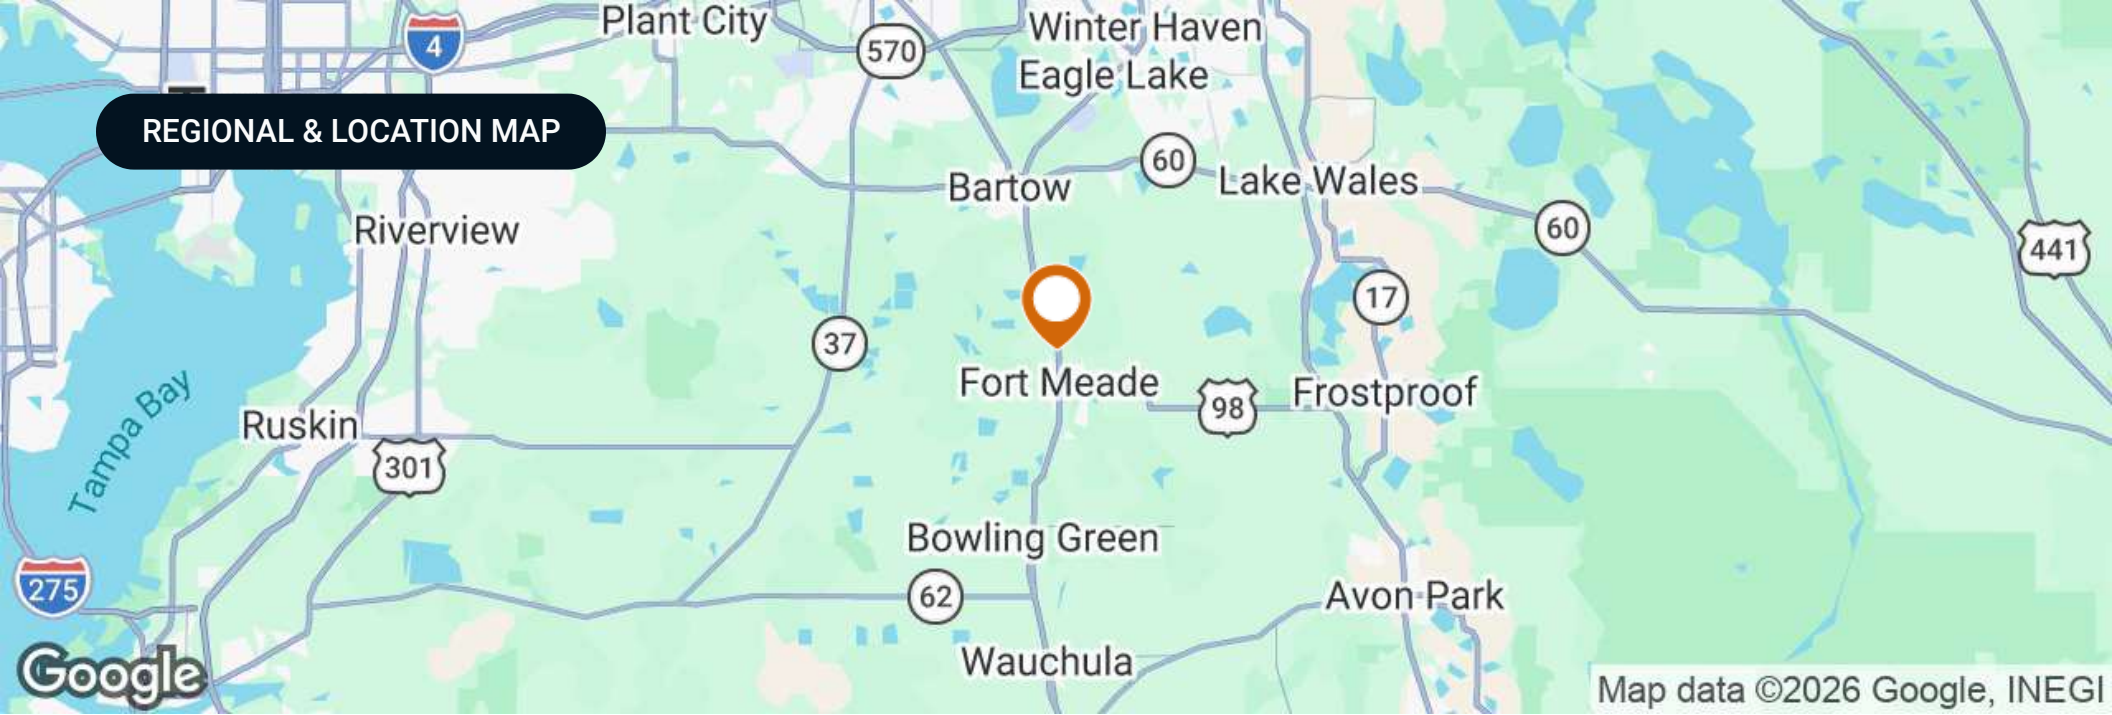 Plant City
4
570
Winter Haven
Eagle Lake
REGIONAL & LOCATION MAP
60
Bartow
Lake Wales
Riverview
60
441
17
37
Fort Meade
98
Frostproof
Tampa Bay
Ruskin
301
Bowling Green
275
62
Avon Park
Wauchula
Google
Map data ©2026 Google, INEGI